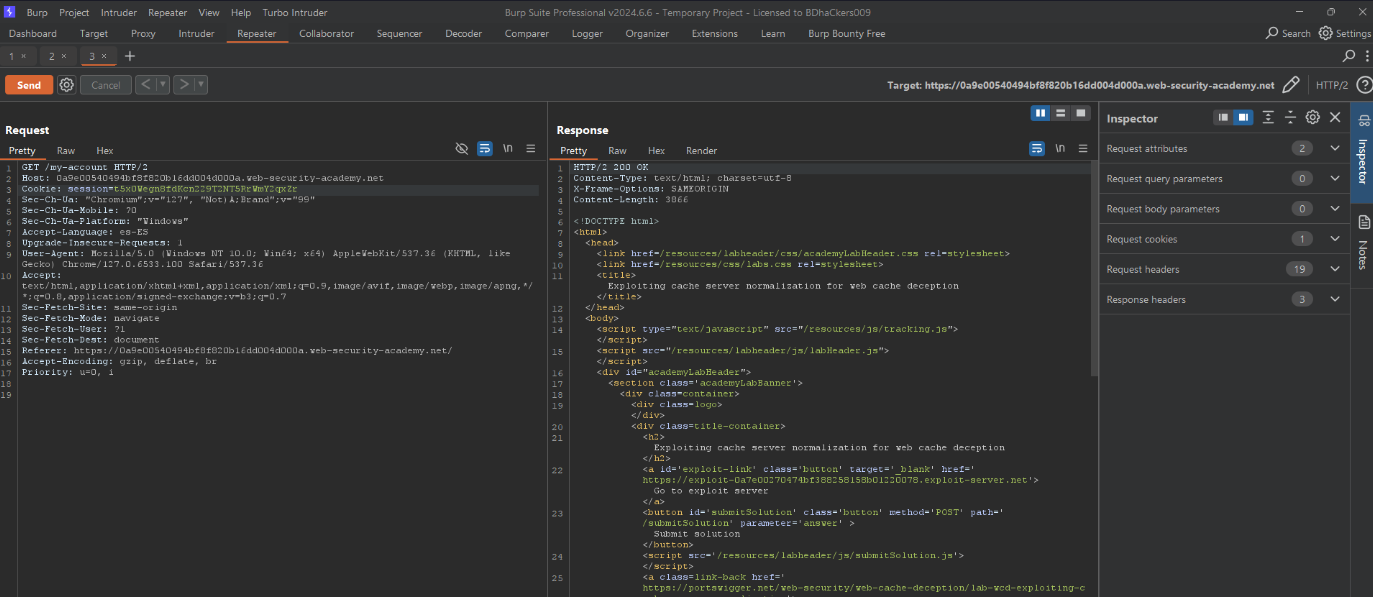 Burp Project Intruder Repeater View Help Turbo Intruder
Burp Suite Professional v2024.6.6 - Temporary Project - Licensed to BDhaCkers009
Dashboard Target Proxy Intruder Repeater Collaborator Sequencer Decoder Comparer Logger Organizer Extensions Learn Burp Bounty Free
Search Settings
1 × 2 × 3 × +
Send Cancel < >
Target: https://0a9e00540494bf8f820b16dd004d000a.web-security-academy.net HTTP/2
Request
Pretty Raw Hex
\n
1 GET /my-account HTTP/2
2 Host: 0a9e00540494bf8f820b16dd004d000a.web-security-academy.net
3 Cookie:
4 Sec-Ch-Ua: "Chromium";v="127", "Not)A;Brand";v="99"
5 Sec-Ch-Ua-Mobile: ?0
6 Sec-Ch-Ua-Platform: "Windows"
7 Accept-Language: es-ES
8 Upgrade-Insecure-Requests: 1
9 User-Agent: Mozilla/5.0 (Windows NT 10.0; Win64; x64) AppleWebKit/537.36 (KHTML, like
Gecko) Chrome/127.0.6533.100 Safari/537.36
10 Accept:
text/html,application/xhtml+xml,application/xml;q=0.9,image/avif,image/webp,image/apng,*/
*;q=0.8,application/signed-exchange;v=b3;q=0.7
11 Sec-Fetch-Site: same-origin
12 Sec-Fetch-Mode: navigate
13 Sec-Fetch-User: ?1
14 Sec-Fetch-Dest: document
15 Referer: https://0a9e00540494bf8f820b16dd004d000a.web-security-academy.net/
16 Accept-Encoding: gzip, deflate, br
17 Priority: u=0, i
18
19
Response
Pretty Raw Hex Render
\n
1 HTTP/2 200 OK
2 Content-Type: text/html; charset=utf-8
3 X-Frame-Options: SAMEORIGIN
4 Content-Length: 3866
5
6 <!DOCTYPE html>
7 <html>
8 <head>
9 <link href=/resources/labheader/css/academyLabHeader.css rel=stylesheet>
10 <link href=/resources/css/labs.css rel=stylesheet>
11 <title>
Exploiting cache server normalization for web cache deception
</title>
12 </head>
13 <body>
14 <script type="text/javascript" src="/resources/js/tracking.js">
</script>
15 <script src="/resources/labheader/js/labHeader.js">
</script>
16 <div id="academyLabHeader">
17 <section class='academyLabBanner'>
18 <div class=container>
19 <div class=logo>
</div>
20 <div class=title-container>
21 <h2>
Exploiting cache server normalization for web cache deception
</h2>
22 <a id='exploit-link' class='button' target='_blank' href='
https://exploit-0a7e00270474bf388258158b01220078.exploit-server.net'>
Go to exploit server
</a>
23 <button id='submitSolution' class='button' method='POST' path='
/submitSolution' parameter='answer' >
Submit solution
</button>
24 <script src='/resources/labheader/js/submitSolution.js'>
</script>
25 <a class=link-back href='
https://portswigger.net/web-security/web-cache-deception/lab-wcd-exploiting-c
Inspector
Request attributes 2
Request query parameters 0
Request body parameters 0
Request cookies 1
Request headers 19
Response headers 3
Inspector
Notes